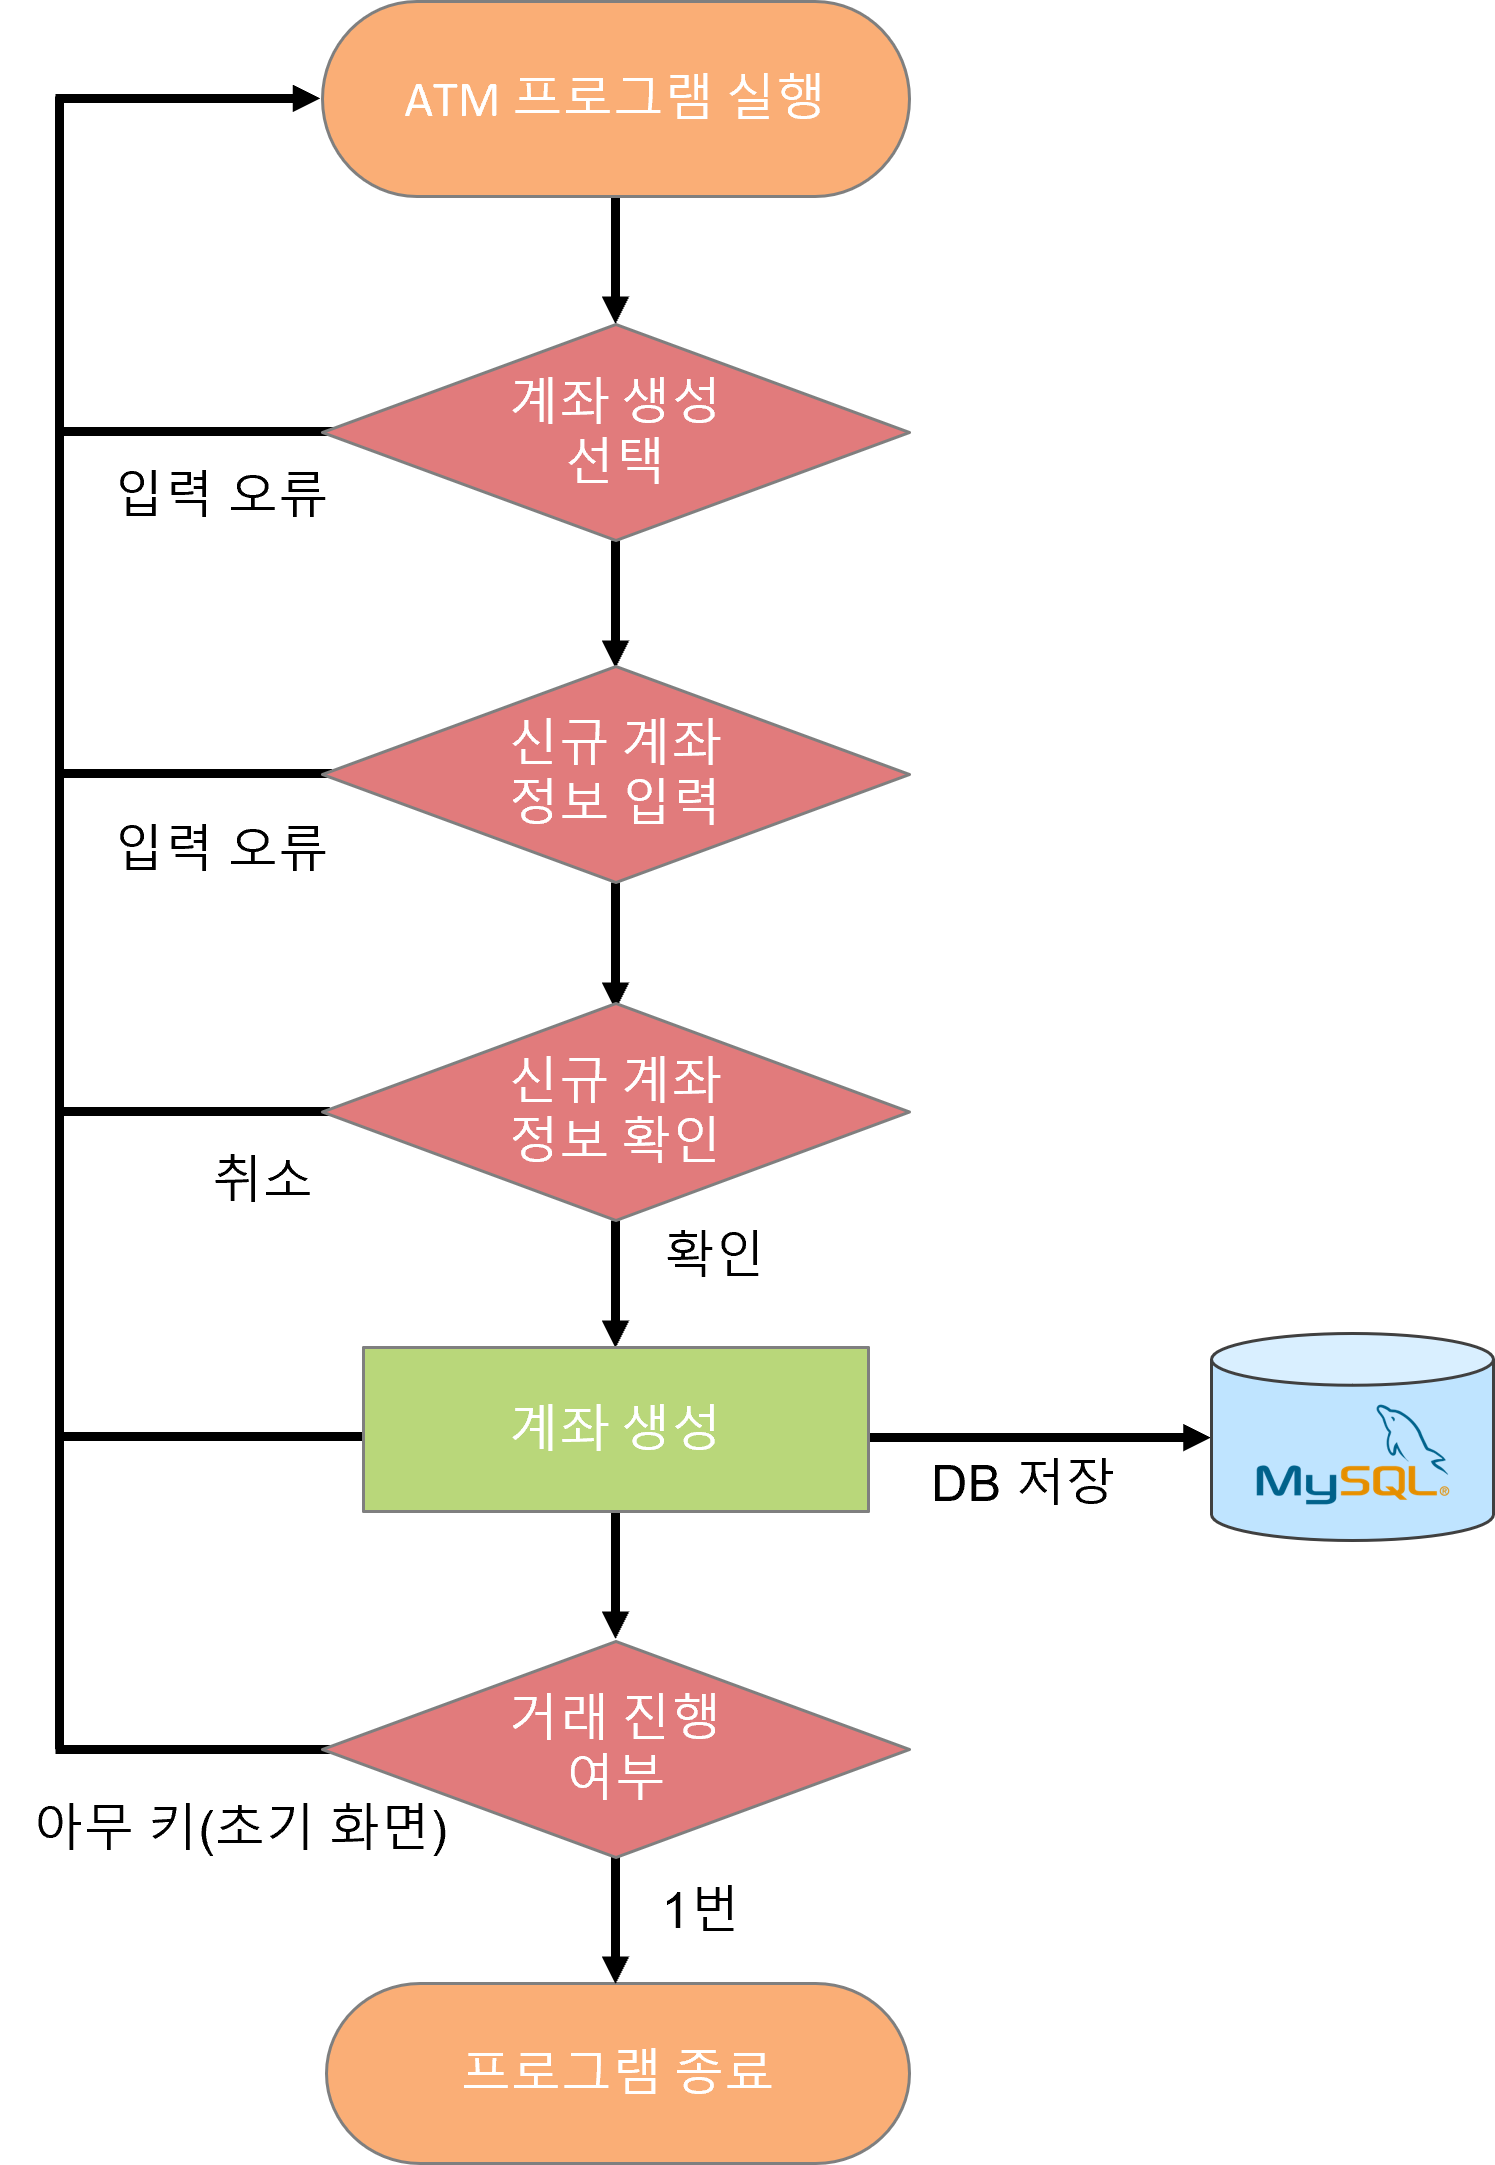 ATM 프로그램 실행
계좌 생성
선택
입력 오류
신규 계좌
정보 입력
입력 오류
신규 계좌
정보 확인
취소
확인
계좌 생성
DB 저장
MySQL®
거래 진행
여부
아무 키(초기 화면)
1번
프로그램 종료